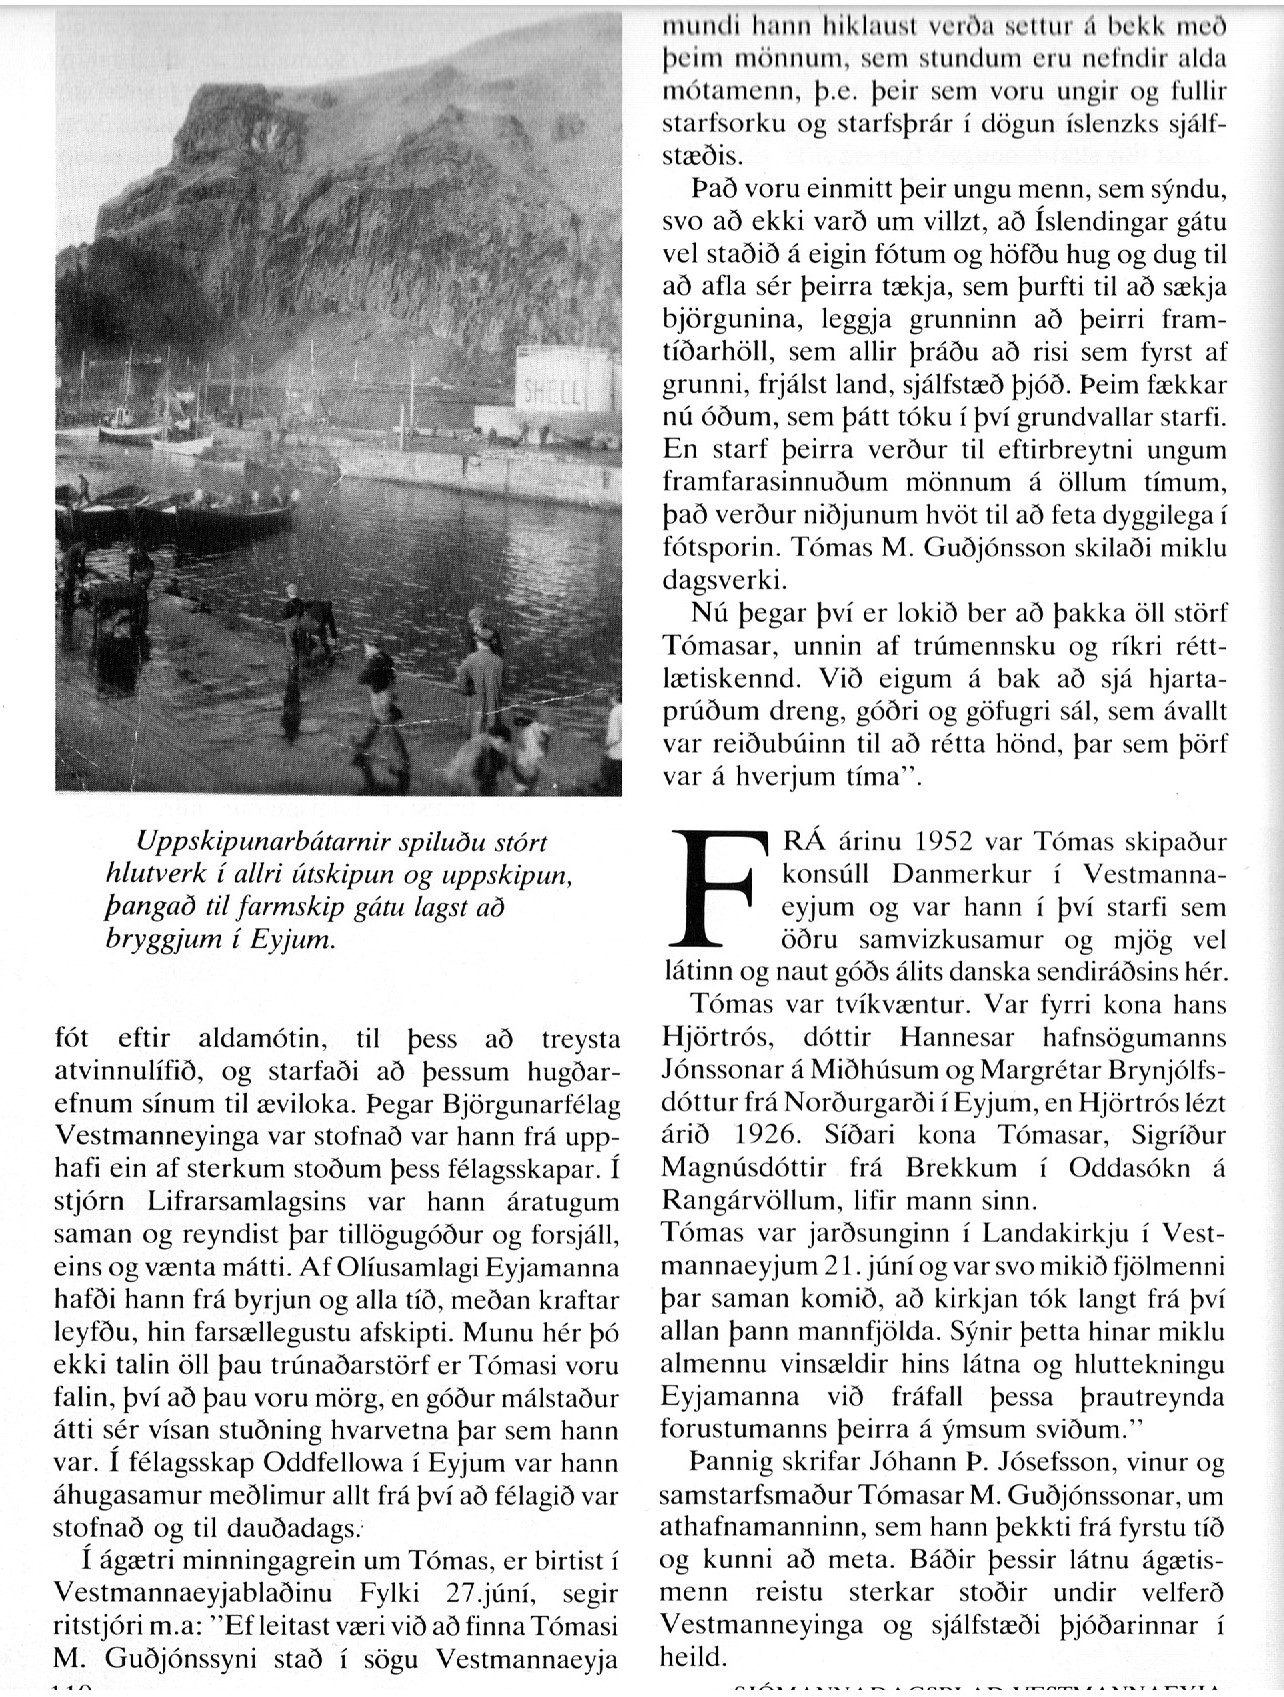 SHELL
Uppskipunarbátarnir spiluðu stórt
hlutverk í allri útskipun og uppskipun,
þangað til farmskip gátu lagst að
bryggjum í Eyjum.
fót eftir aldamótin, til þess að treysta
atvinnulífið, og starfaði að þessum hugðar-
efnum sínum til æviloka. Þegar Björgunarfélag
Vestmanneyinga var stofnað var hann frá upp-
hafi ein af sterkum stoðum þess félagsskapar. Í
stjórn Lifrarsamlagsins var hann áratugum
saman og reyndist þar tillögugóður og forsjáll,
eins og vænta mátti. Af Olíusamlagi Eyjamanna
hafði hann frá byrjun og alla tíð, meðan kraftar
leyfðu, hin farsællegustu afskipti. Munu hér þó
ekki talin öll þau trúnaðarstörf er Tómasi voru
falin, því að þau voru mörg, en góður málstaður
átti sér vísan stuðning hvarvetna þar sem hann
var. Í félagsskap Oddfellowa í Eyjum var hann
áhugasamur meðlimur allt frá því að félagið var
stofnað og til dauðadags.
Í ágætri minningagrein um Tómas, er birtist í
Vestmannaeyjablaðinu Fylki 27.júní, segir
ritstjóri m.a: ”Ef leitast væri við að finna Tómasi
M. Guðjónssyni stað í sögu Vestmannaeyja
110
mundi hann hiklaust verða settur á bekk með
þeim mönnum, sem stundum eru nefndir alda
mótamenn, þ.e. þeir sem voru ungir og fullir
starfsorku og starfsþrár í dögun íslenzks sjálf-
stæðis.
Það voru einmitt þeir ungu menn, sem sýndu,
svo að ekki varð um villzt, að Íslendingar gátu
vel staðið á eigin fótum og höfðu hug og dug til
að afla sér þeirra tækja, sem þurfti til að sækja
björgunina, leggja grunninn að þeirri fram-
tíðarhöll, sem allir þráðu að risi sem fyrst af
grunni, frjálst land, sjálfstæð þjóð. Þeim fækkar
nú óðum, sem þátt tóku í því grundvallar starfi.
En starf þeirra verður til eftirbreytni ungum
framfarasinnuðum mönnum á öllum tímum,
það verður niðjunum hvöt til að feta dyggilega í
fótsporin. Tómas M. Guðjónsson skilaði miklu
dagsverki.
Nú þegar því er lokið ber að þakka öll störf
Tómasar, unnin af trúmennsku og ríkri rétt-
lætiskennd. Við eigum á bak að sjá hjarta-
prúðum dreng, góðri og göfugri sál, sem ávallt
var reiðubúinn til að rétta hönd, þar sem þörf
var á hverjum tíma”.
FRÁ árinu 1952 var Tómas skipaður
konsúll Danmerkur í Vestmanna-
eyjum og var hann í því starfi sem
öðru samvizkusamur og mjög vel
látinn og naut góðs álits danska sendiráðsins hér.
Tómas var tvíkvæntur. Var fyrri kona hans
Hjörtrós, dóttir Hannesar hafnsögumanns
Jónssonar á Miðhúsum og Margrétar Brynjólfs-
dóttur frá Norðurgarði í Eyjum, en Hjörtrós lézt
árið 1926. Síðari kona Tómasar, Sigríður
Magnúsdóttir frá Brekkum í Oddasókn á
Rangárvöllum, lifir mann sinn.
Tómas var jarðsunginn í Landakirkju í Vest-
mannaeyjum 21. júní og var svo mikið fjölmenni
þar saman komið, að kirkjan tók langt frá því
allan þann mannfjölda. Sýnir þetta hinar miklu
almennu vinsældir hins látna og hluttekningu
Eyjamanna við fráfall þessa þrautreynda
forustumanns þeirra á ýmsum sviðum.”
Þannig skrifar Jóhann Þ. Jósefsson, vinur og
samstarfsmaður Tómasar M. Guðjónssonar, um
athafnamanninn, sem hann þekkti frá fyrstu tíð
og kunni að meta. Báðir þessir látnu ágætis-
menn reistu sterkar stoðir undir velferð
Vestmanneyinga og sjálfstæði þjóðarinnar í
heild.
SJÓMANNADAGSBLAÐ VESTMANNAEYJA